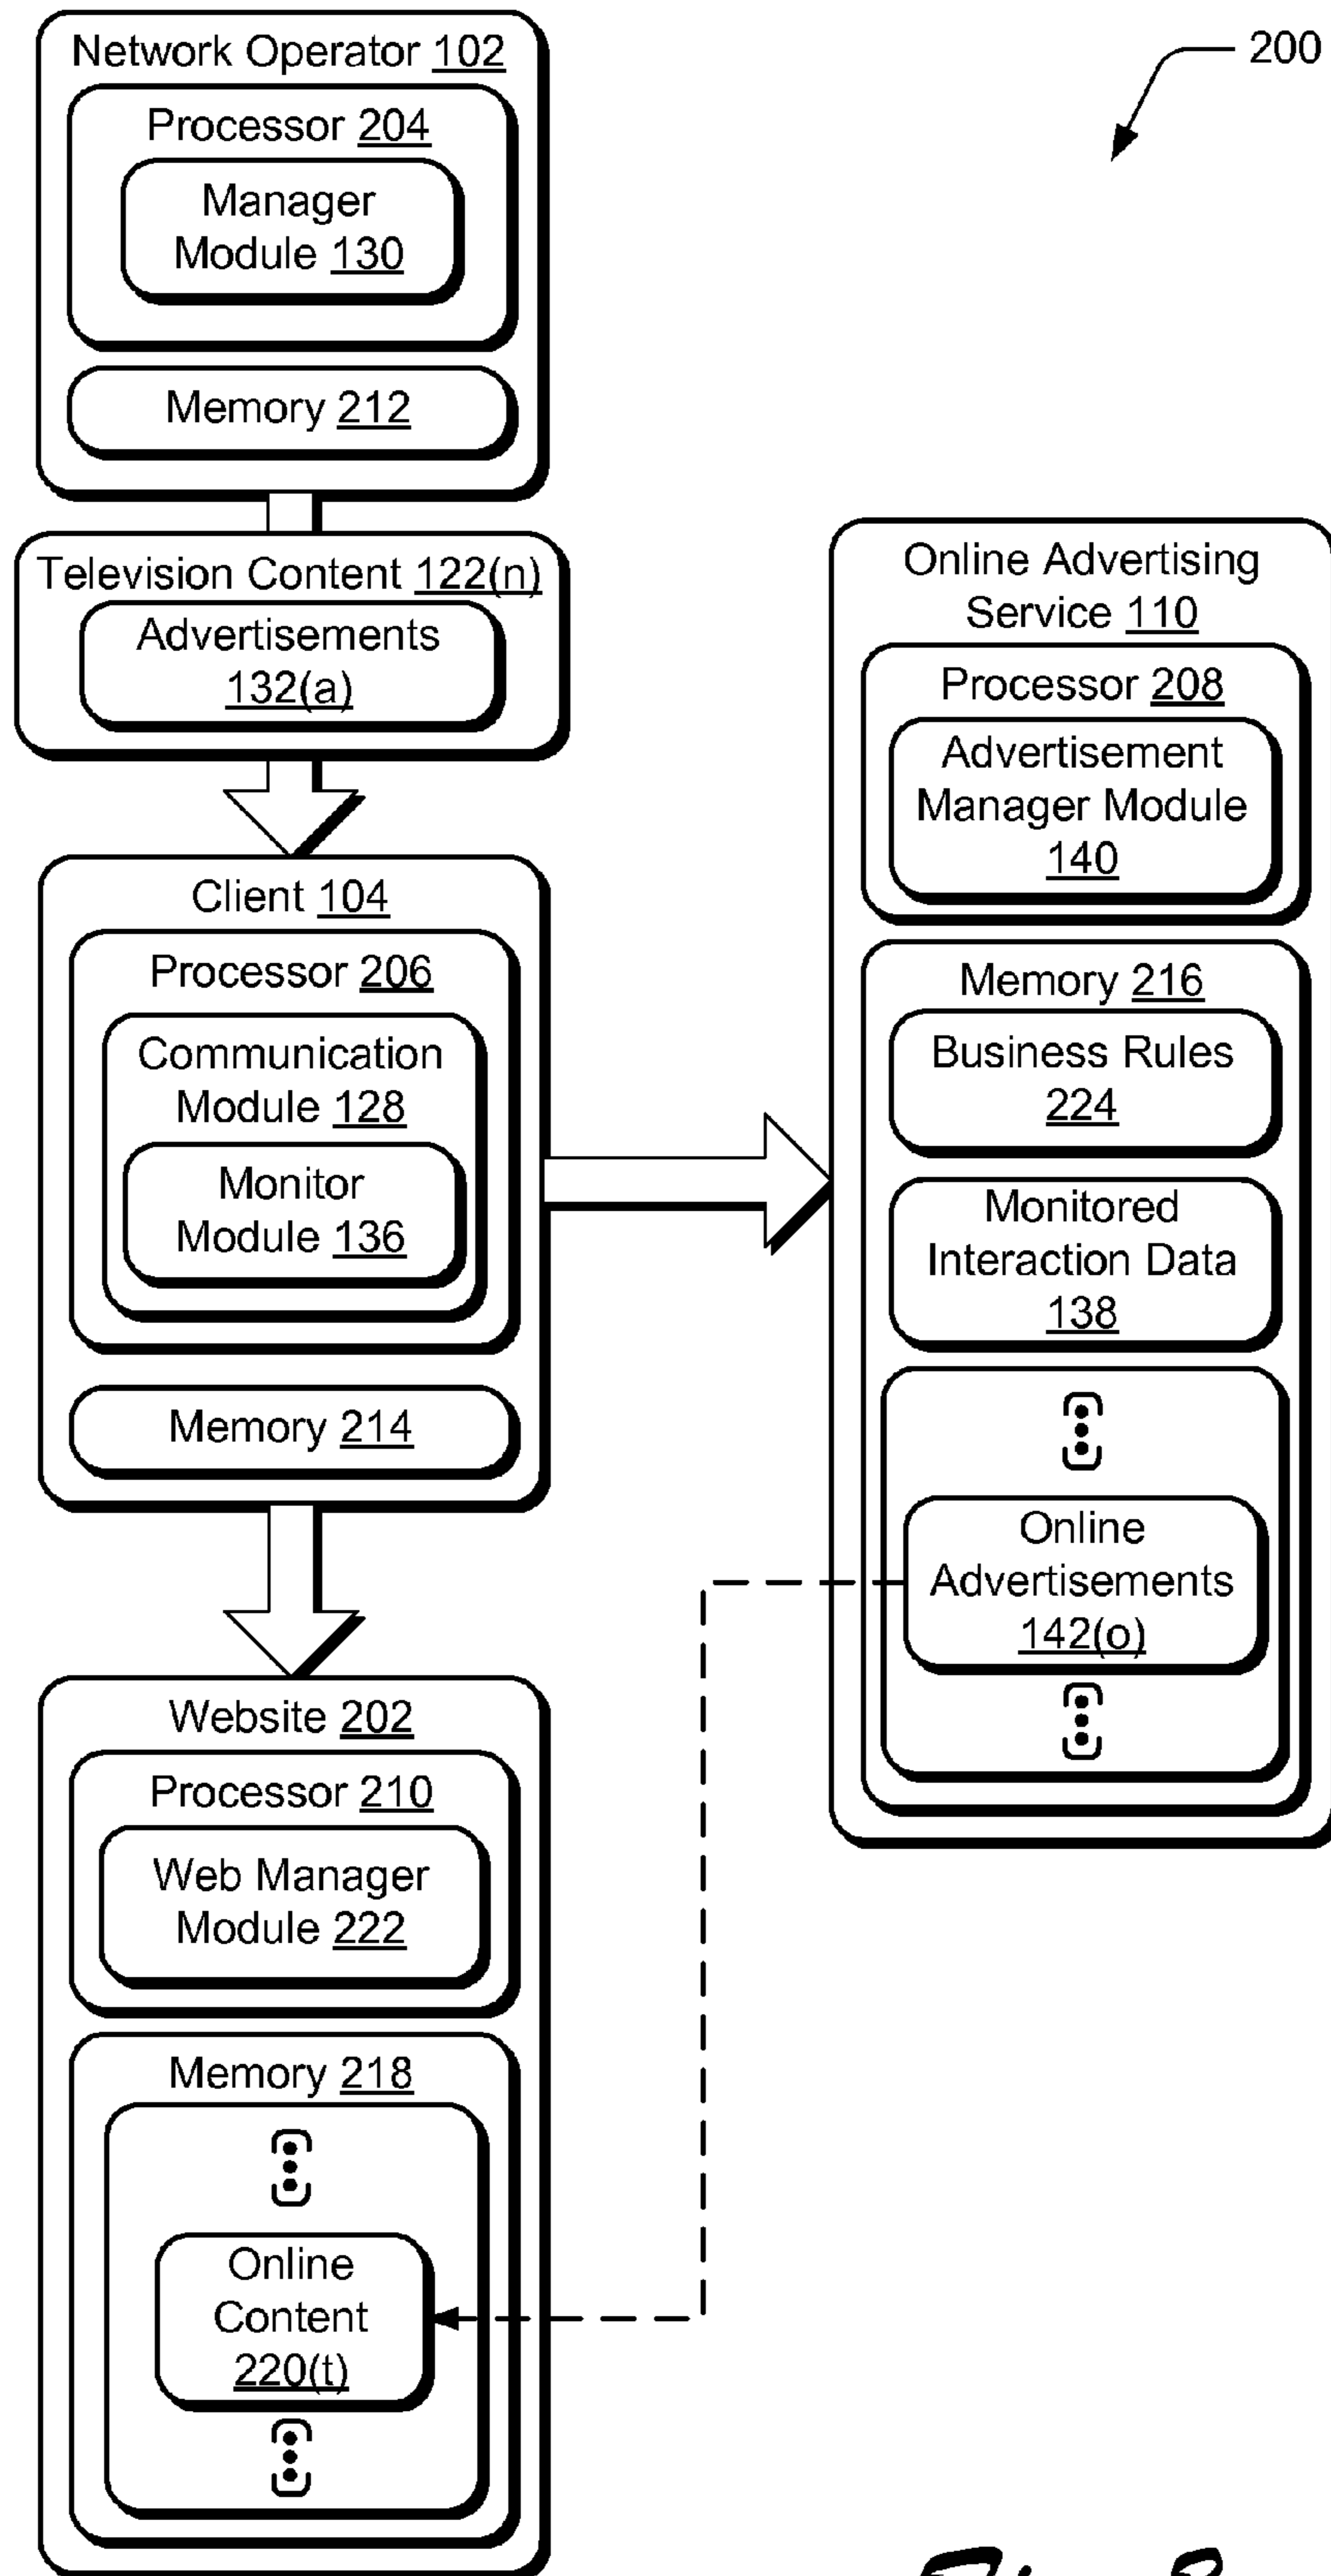 Network Operator 102
Processor 204
Manager
Module 130
Memory 212
200
Television Content 122(n)
Advertisements
132(a)
Client 104
Processor 206
Communication
Module 128
Monitor
Module 136
Memory 214
Website 202
Processor 210
Web Manager
Module 222
Memory 218
Online
Content
220(t)
Online Advertising
Service 110
Processor 208
Advertisement
Manager Module
140
Memory 216
Business Rules
224
Monitored
Interaction Data
138
Online
Advertisements
142(o)